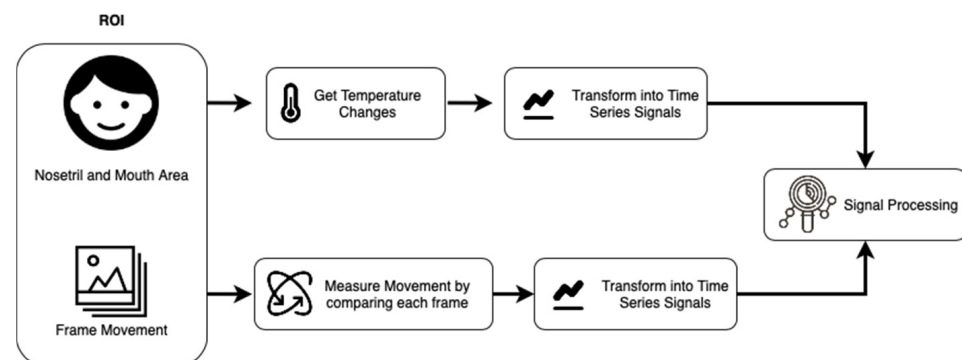 ROI
Nosetril and Mouth Area
Get Temperature
Changes
Transform into Time
Series Signals
Signal Processing
Frame Movement
Measure Movement by
comparing each frame
Transform into Time
Series Signals